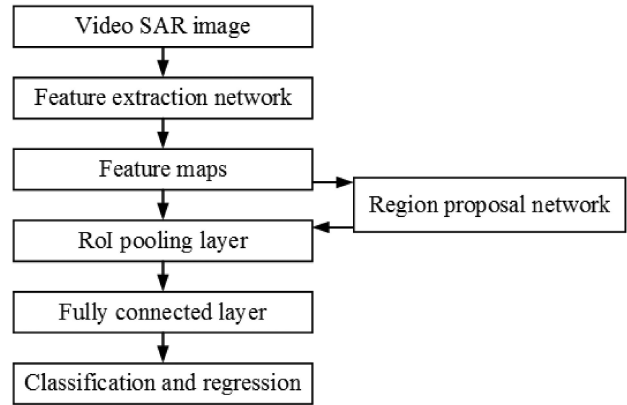 Video SAR image
Feature extraction network
Feature maps
Region proposal network
RoI pooling layer
Fully connected layer
Classification and regression